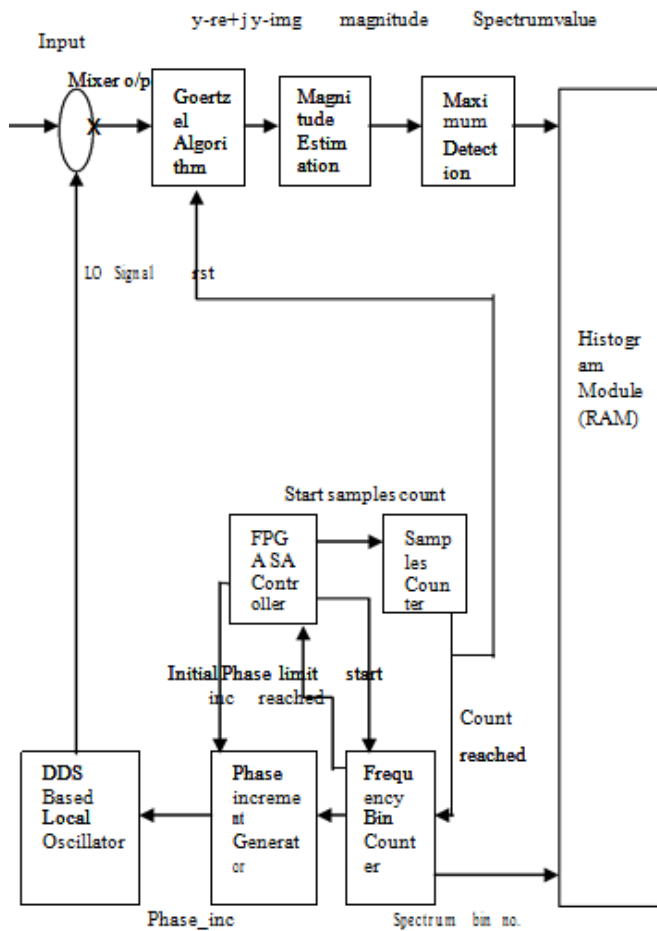 y-re+j y-img magnitude Spectrumvalue
Input
Mixer o/p
X
Goertz
el
Algorit
hm
Magni
tude
Estim
ation
Maxi
mum
Detect
ion
LO Signal rst
Histogr
am
Module
(RAM)
Start samples count
FPG
A SA
Contr
oller
Samp
les
Coun
ter
Initial Phase limit start
inc reached
Count
reached
DDS
Based
Local
Oscillator
Phase
increme
nt
Generat
or
Frequ
ency
Bin
Count
er
Phase_inc
Spectrum bin no.